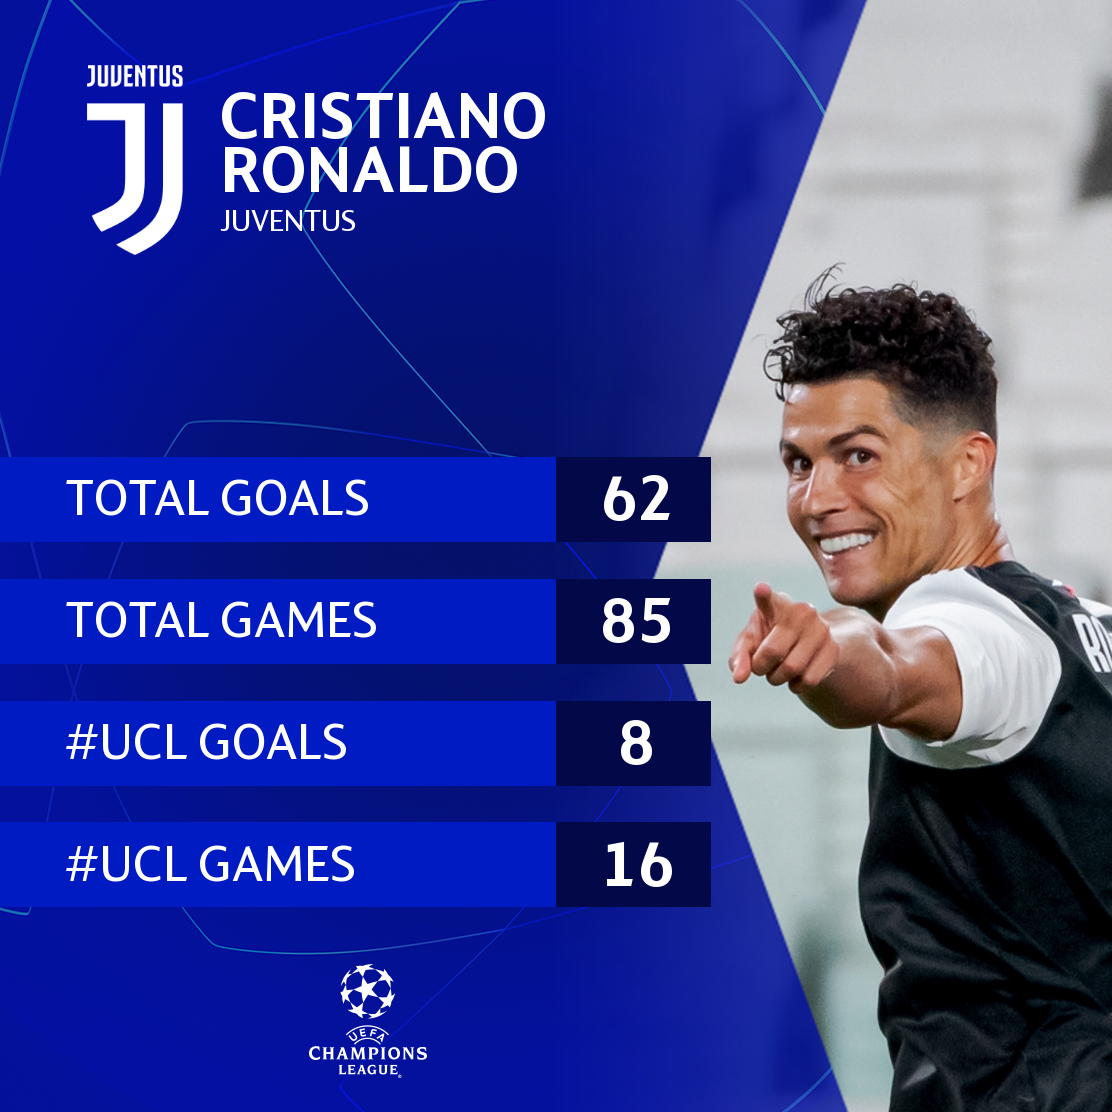 JUVENTUS
CRISTIANO
RONALDO
JUVENTUS
TOTAL GOALS 62
TOTAL GAMES 85
#UCL GOALS 8
#UCL GAMES 16
RO
UEFA
CHAMPIONS
LEAGUE®